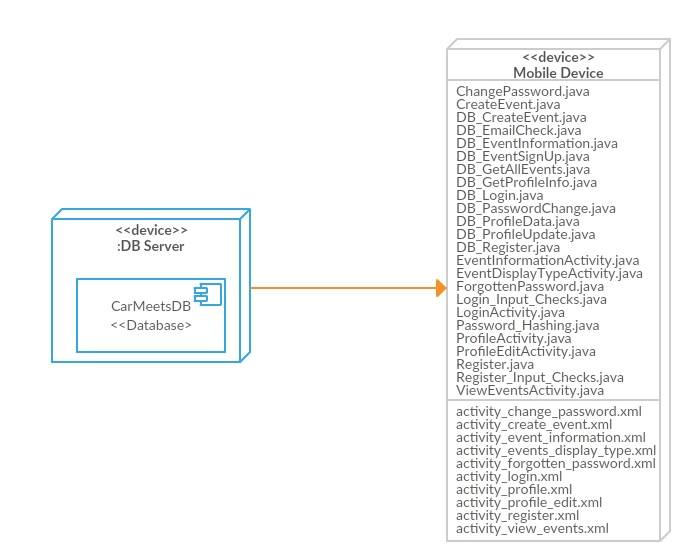 <<device>>
:DB Server
CarMeetsDB
<<Database>
<<device>>
Mobile Device
ChangePassword.java
CreateEvent.java
DB_CreateEvent.java
DB_EmailCheck.java
DB_EventInformation.java
DB_EventSignUp.java
DB_GetAllEvents.java
DB_GetProfileInfo.java
DB_Login.java
DB_PasswordChange.java
DB_ProfileData.java
DB_ProfileUpdate.java
DB_Register.java
EventInformationActivity.java
EventDisplayTypeActivity.java
ForgottenPassword.java
Login_Input_Checks.java
LoginActivity.java
Password_Hashing.java
ProfileActivity.java
ProfileEditActivity.java
Register.java
Register_Input_Checks.java
ViewEventsActivity.java
activity_change_password.xml
activity_create_event.xml
activity_event_information.xml
activity_events_display_type.xml
activity_forgotten_password.xml
activity_login.xml
activity_profile.xml
activity_profile_edit.xml
activity_register.xml
activity_view_events.xml